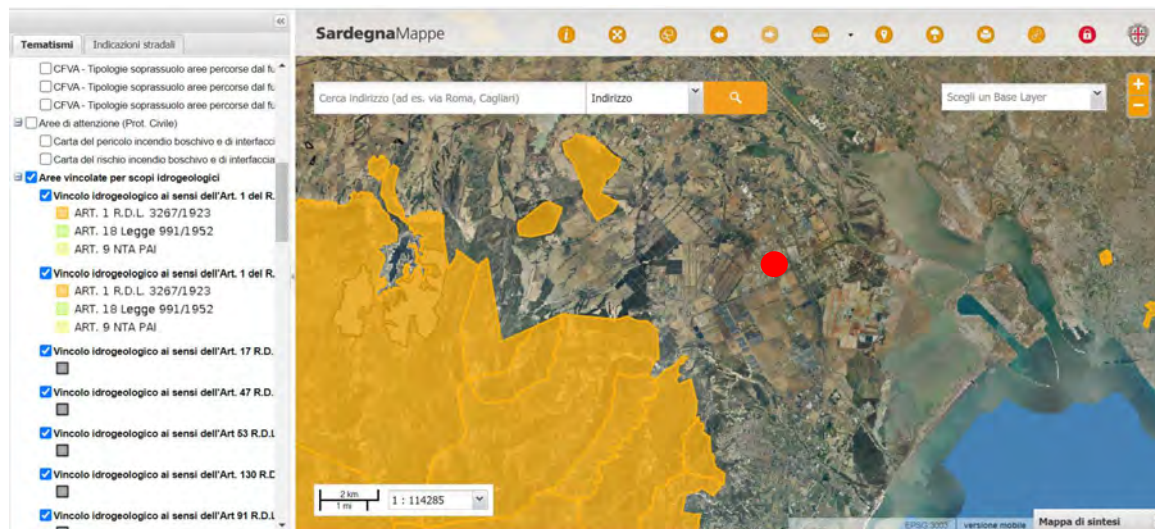 SardegnaMappe
Tematismi
Indicazioni stradali
CFVA - Tipologie soprassuolo aree percorse dal fu
CFVA - Tipologie soprassuolo aree percorse dal fu
CFVA - Tipologie soprassuolo aree percorse dal fu
Aree di attenzione (Prot. Civile)
Carta del pericolo incendio boschivo e di interfacci
Carta del rischio incendio boschivo e di interfaccia
Aree vincolate per scopi idrogeologici
Vincolo idrogeologico ai sensi dell'Art. 1 del R.
ART. 1 R.D.L. 3267/1923
ART. 18 Legge 991/1952
ART. 9 NTA PAI
Vincolo idrogeologico ai sensi dell'Art. 1 del R.
ART. 1 R.D.L. 3267/1923
ART. 18 Legge 991/1952
ART. 9 NTA PAI
Vincolo idrogeologico ai sensi dell'Art. 17 R.D.
Vincolo idrogeologico ai sensi dell'Art. 47 R.D.
Vincolo idrogeologico ai sensi dell'Art 53 R.D.L
Vincolo idrogeologico ai sensi dell'Art. 130 R.D
Vincolo idrogeologico ai sensi dell'Art 91 R.D.L
Cerca indirizzo (ad es. via Roma, Cagliari)
Indirizzo
Scegli un Base Layer
+
−
2 km
1 mi
1 : 114285
EPSG 3003
versione mobile
Mappa di sintesi